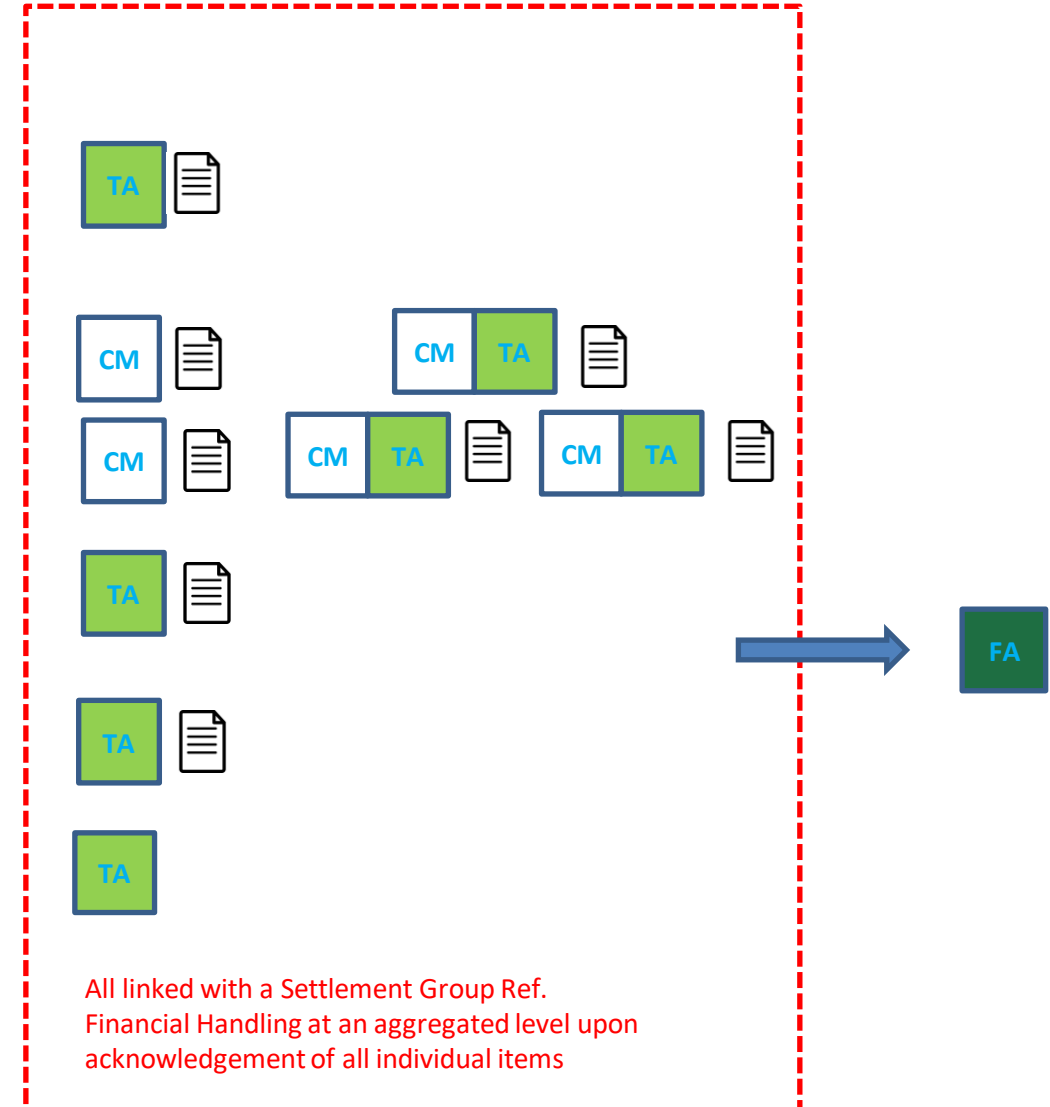 TA
CM
CM TA
CM
CM TA
CM TA
TA
FA
TA
TA
All linked with a Settlement Group Ref.
Financial Handling at an aggregated level upon
acknowledgement of all individual items